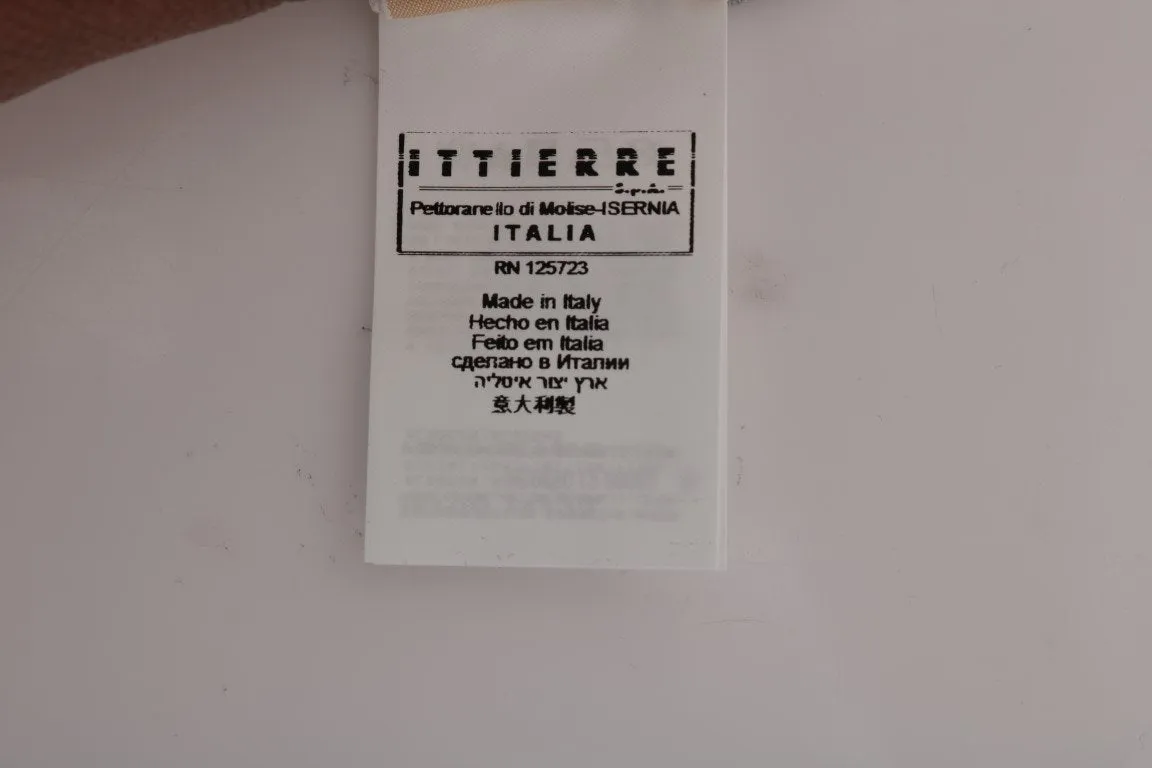 ITTIERRE
S.p.A.
Pettoranello di Molise-ISERNIA
ITALIA
RN 125723
Made in Italy
Hecho en Italia
Feito em Italia
сделано в Италии
ארץ יצור איטליה
意大利製